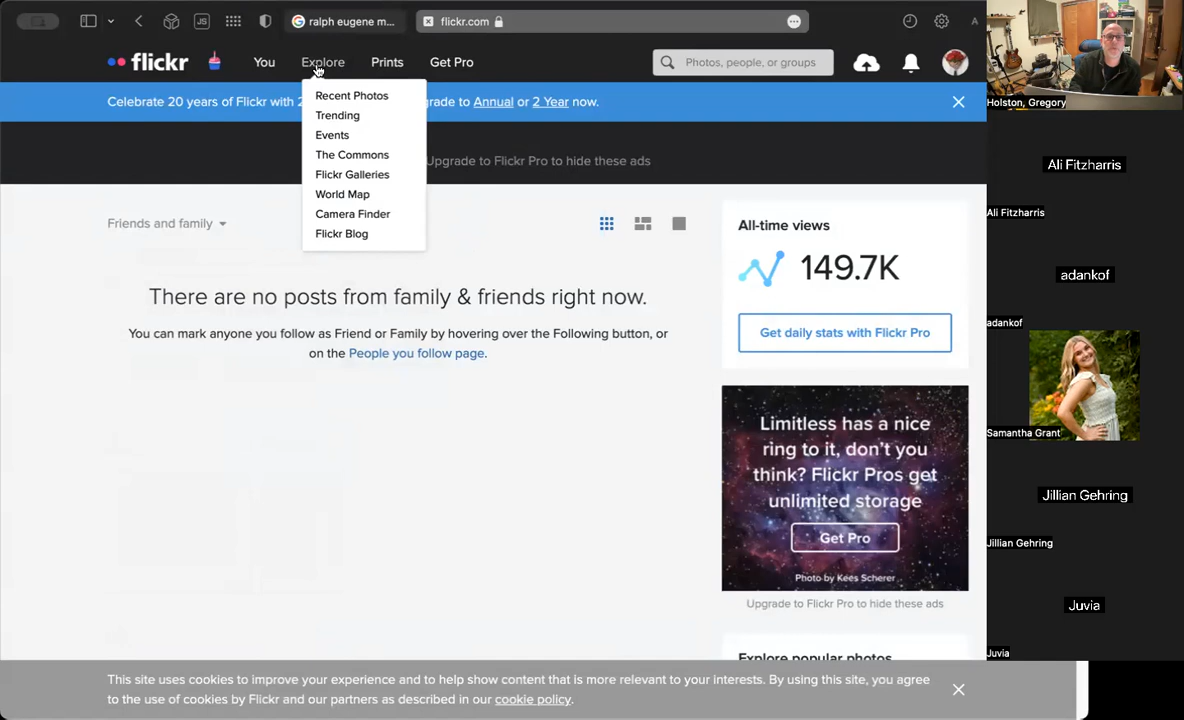 ralph eugene m...
flickr.com
A
flickr
You
Explore
Prints
Get Pro
Photos, people, or groups
Celebrate 20 years of Flickr with 2
grade to Annual or 2 Year now.
Recent Photos
Trending
Events
The Commons
Flickr Galleries
World Map
Camera Finder
Flickr Blog
Upgrade to Flickr Pro to hide these ads
Friends and family
There are no posts from family & friends right now.
You can mark anyone you follow as Friend or Family by hovering over the Following button, or
on the People you follow page.
All-time views
149.7K
Get daily stats with Flickr Pro
Limitless has a nice
ring to it, don't you
think? Flickr Pros get
unlimited storage
Get Pro
Photo by Kees Scherer
Upgrade to Flickr Pro to hide these ads
Explore popular photos
This site uses cookies to improve your experience and to help show content that is more relevant to your interests. By using this site, you agree
to the use of cookies by Flickr and our partners as described in our cookie policy.
Holston, Gregory
Ali Fitzharris
Ali Fitzharris
adankof
adankof
Samantha Grant
Jillian Gehring
Jillian Gehring
Juvia
Juvia
JS